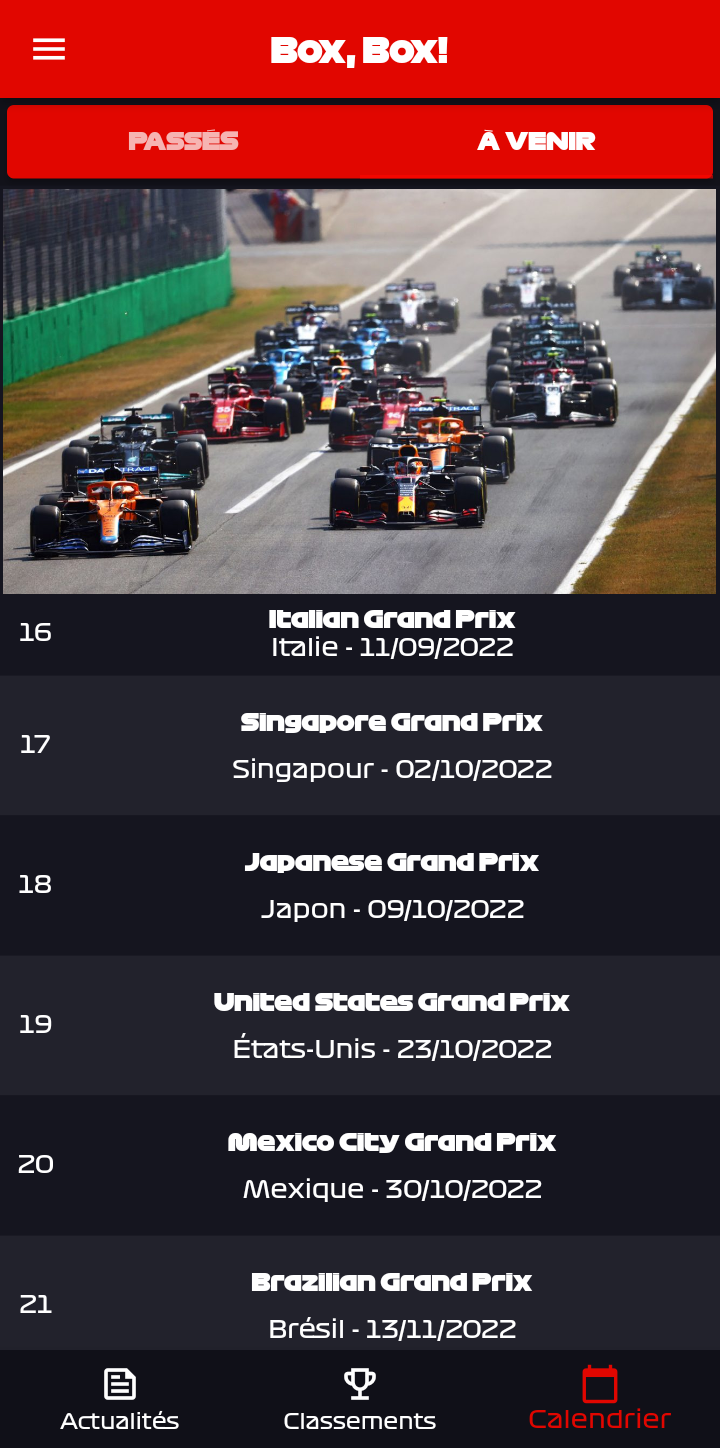 Box, Box!
PASSÉS
À VENIR
16
Italian Grand Prix
Italie - 11/09/2022
17
Singapore Grand Prix
Singapour - 02/10/2022
18
Japanese Grand Prix
Japon - 09/10/2022
19
United States Grand Prix
États-Unis - 23/10/2022
20
Mexico City Grand Prix
Mexique - 30/10/2022
21
Brazilian Grand Prix
Brésil - 13/11/2022
Actualités
Classements
Calendrier